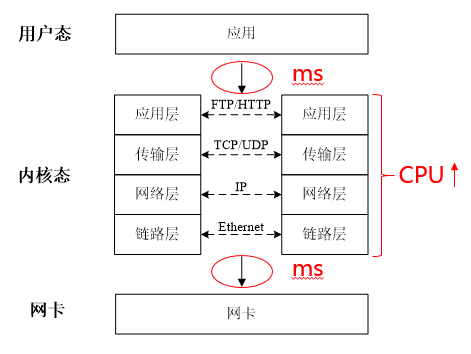 用户态
应用
ms
FTP/HTTP
应用层
应用层
TCP/UDP
传输层
传输层
内核态
IP
网络层
网络层
CPU
Ethernet
链路层
链路层
ms
网卡
网卡